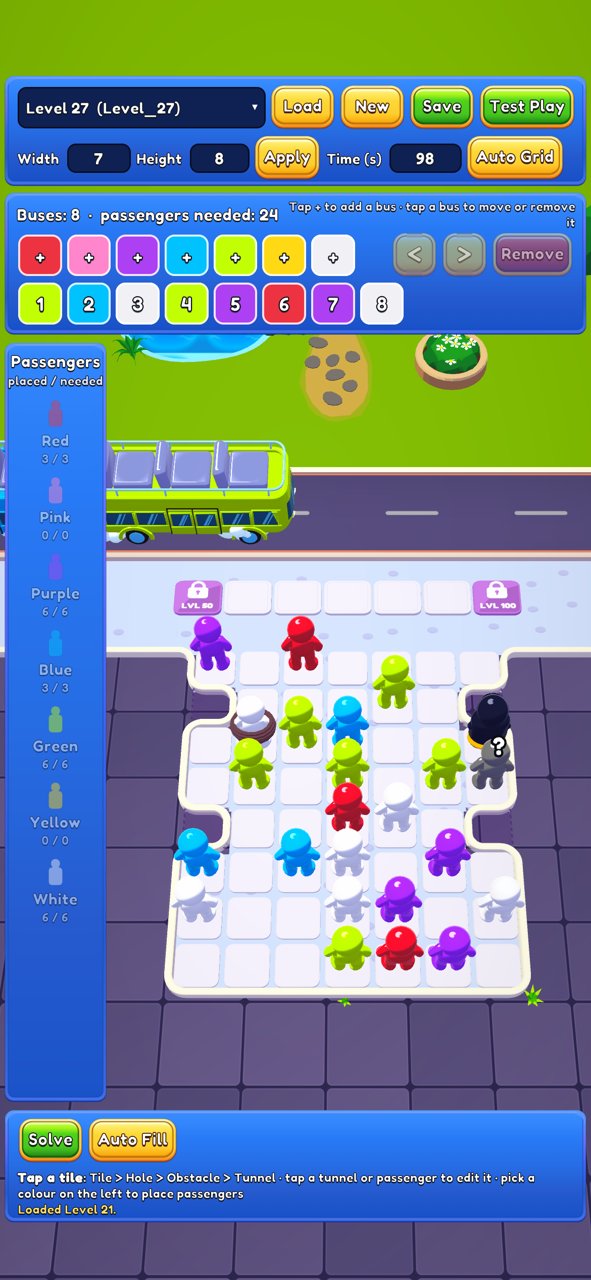 Level 27 (Level_27)
Load
New
Save
Test Play
Width
7
Height
8
Apply
Time (s)
98
Auto Grid
Buses: 8 · passengers needed: 24
Tap + to add a bus · tap a bus to move or remove
it
+ + + + + + +
< > Remove
1 2 3 4 5 6 7 8
Passengers
placed / needed
Red
3 / 3
Pink
0 / 0
Purple
6 / 6
Blue
3 / 3
Green
6 / 6
Yellow
0 / 0
White
6 / 6
LVL 50
LVL 100
?
Solve
Auto Fill
Tap a tile: Tile > Hole > Obstacle > Tunnel · tap a tunnel or passenger to edit it · pick a
colour on the left to place passengers
Loaded Level 21.